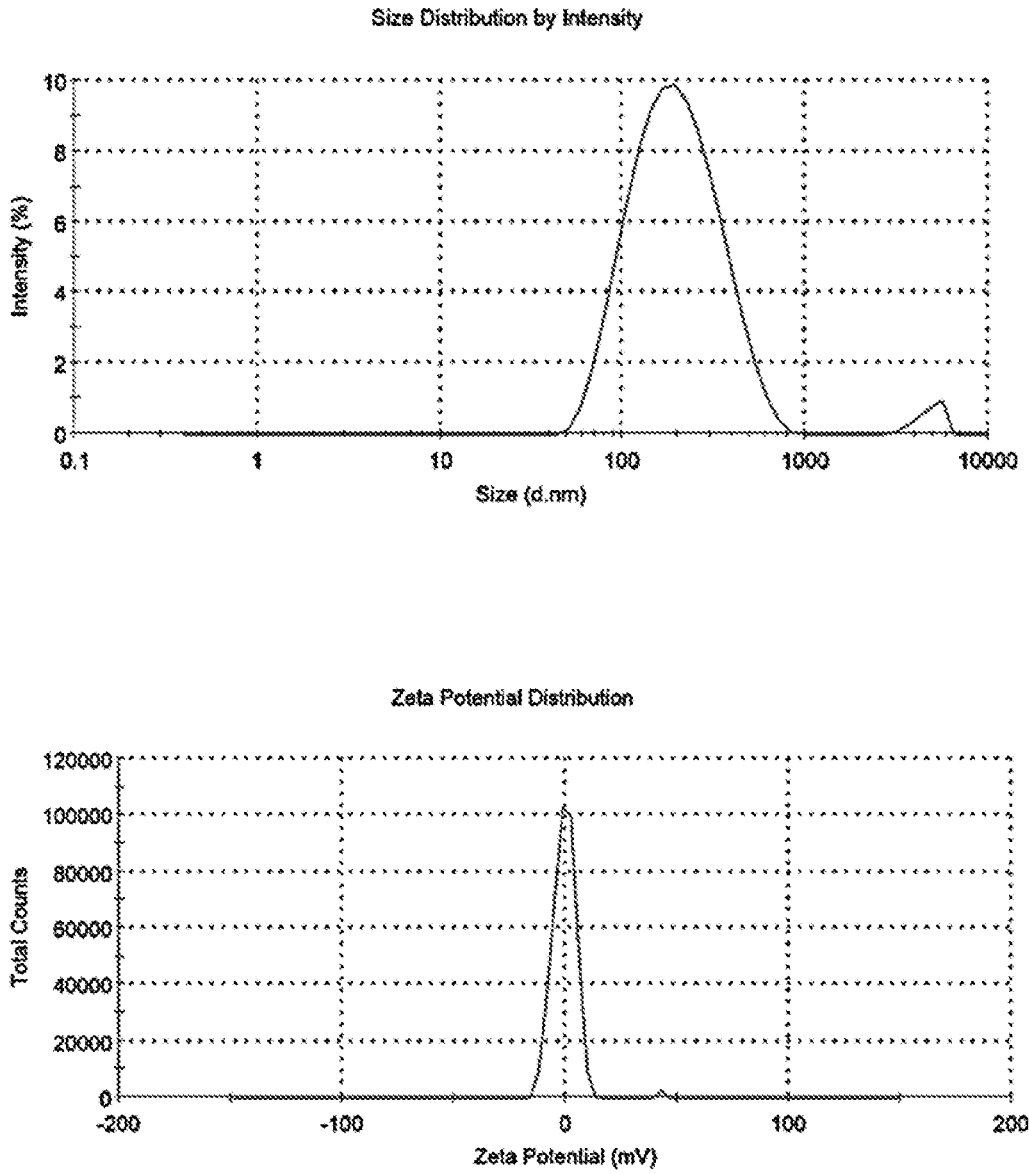 Size Distribution by Intensity
10
8
6
4
2
0
Intensity (%)
0.1 1 10 100 1000 10000
Size (d.nm)
Zeta Potential Distribution
120000
100000
80000
60000
40000
20000
0
Total Counts
-200 -100 0 100 200
Zeta Potential (mV)